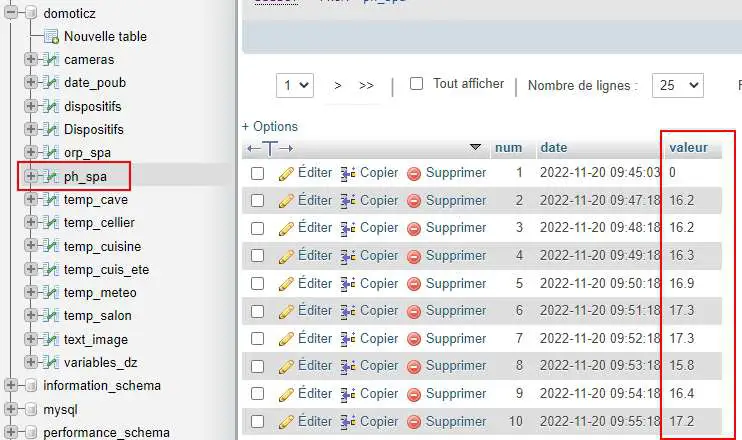 domoticz
Nouvelle table
cameras
date_poub
dispositifs
Dispositifs
orp_spa
ph_spa
temp_cave
temp_cellier
temp_cuisine
temp_cuis_ete
temp_meteo
temp_salon
text_image
variables_dz
information_schema
mysql
performance_schema
1 > >> | Tout afficher | Nombre de lignes : 25
+ Options
←T→ num date valeur
Éditer Copier Supprimer 1 2022-11-20 09:45:03 0
Éditer Copier Supprimer 2 2022-11-20 09:47:18 16.2
Éditer Copier Supprimer 3 2022-11-20 09:48:18 16.2
Éditer Copier Supprimer 4 2022-11-20 09:49:18 16.3
Éditer Copier Supprimer 5 2022-11-20 09:50:18 16.9
Éditer Copier Supprimer 6 2022-11-20 09:51:18 17.3
Éditer Copier Supprimer 7 2022-11-20 09:52:18 17.3
Éditer Copier Supprimer 8 2022-11-20 09:53:18 15.8
Éditer Copier Supprimer 9 2022-11-20 09:54:18 16.4
Éditer Copier Supprimer 10 2022-11-20 09:55:18 17.2